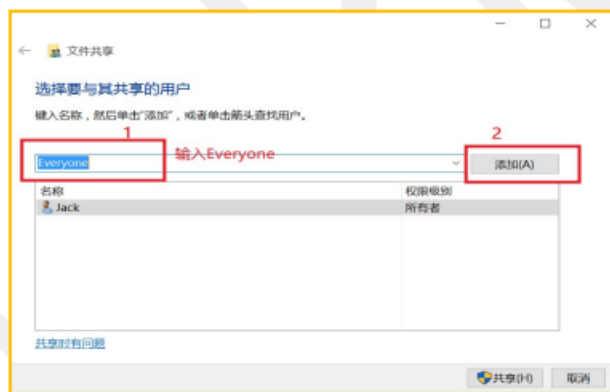 文件共享
选择要与其共享的用户
键入名称，然后单击"添加"，或者单击箭头查找用户。
1
2
Everyone
输入Everyone
添加(A)
名称
权限级别
Jack
所有者
共享时有问题
共享(H)
取消